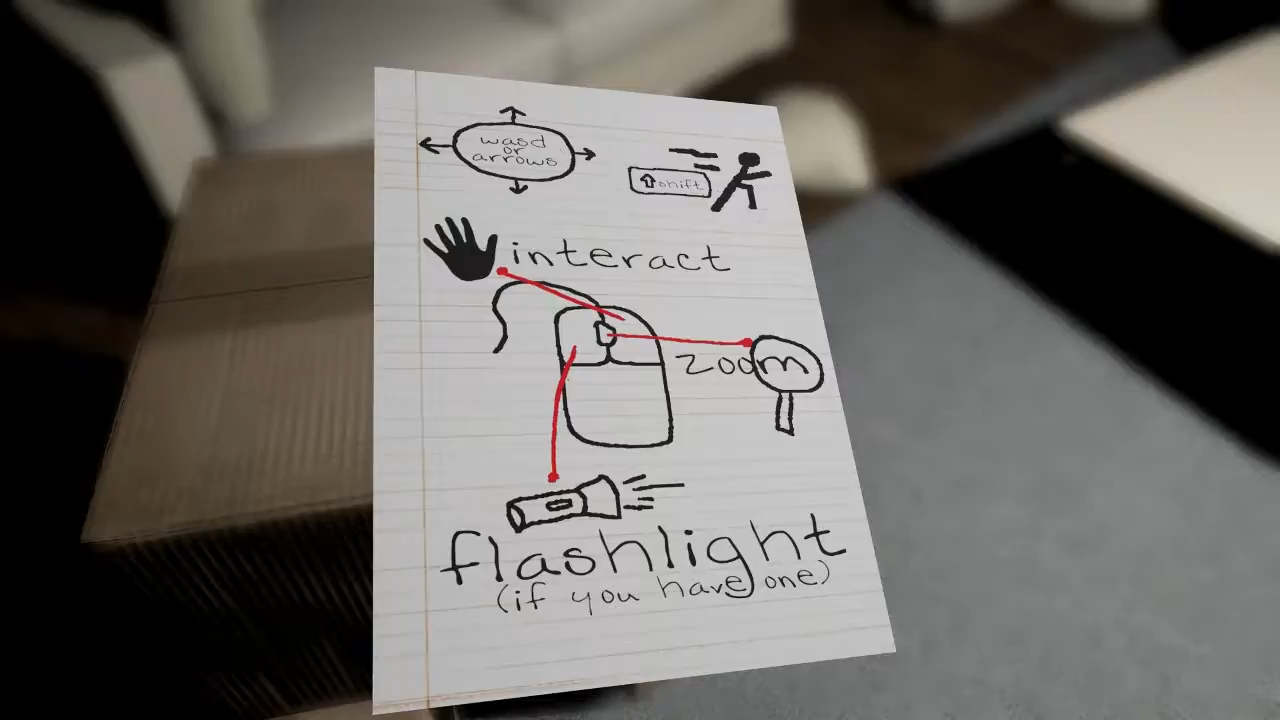 wasd
or
arrows
shift
interact
zoom
flashlight
(if you have one)